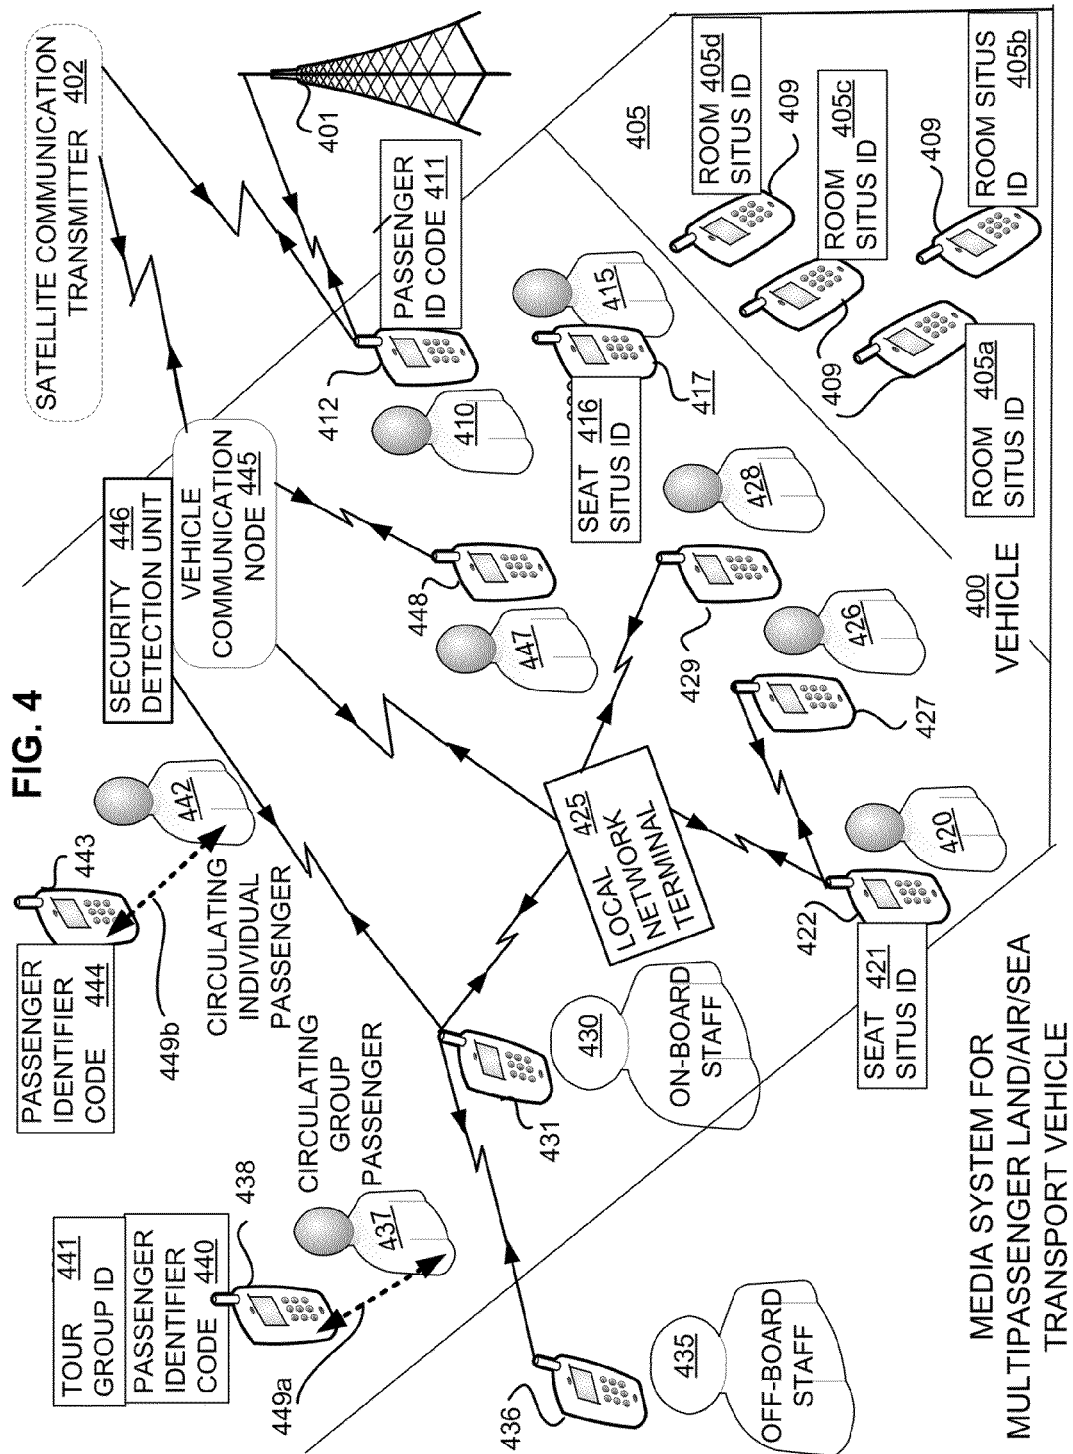 FIG. 4
SATELLITE COMMUNICATION
TRANSMITTER 402
401
SECURITY 446
DETECTION UNIT
VEHICLE
COMMUNICATION
NODE 445
443
PASSENGER
IDENTIFIER
CODE 444
449b
442
CIRCULATING
INDIVIDUAL
PASSENGER
TOUR 441
GROUP ID
PASSENGER
IDENTIFIER
CODE 440
438
449a
437
CIRCULATING
GROUP
PASSENGER
412
PASSENGER
ID CODE 411
410
448
447
415
SEAT 416
SITUS ID
417
428
429
426
427
LOCAL 425
NETWORK
TERMINAL
431
430
ON-BOARD
STAFF
436
435
OFF-BOARD
STAFF
422
420
SEAT 421
SITUS ID
405
ROOM 405d
SITUS ID
409
ROOM 405c
SITUS ID
409
409
ROOM SITUS
ID 405b
409
ROOM 405a
SITUS ID
400
VEHICLE
MEDIA SYSTEM FOR
MULTIPASSENGER LAND/AIR/SEA
TRANSPORT VEHICLE